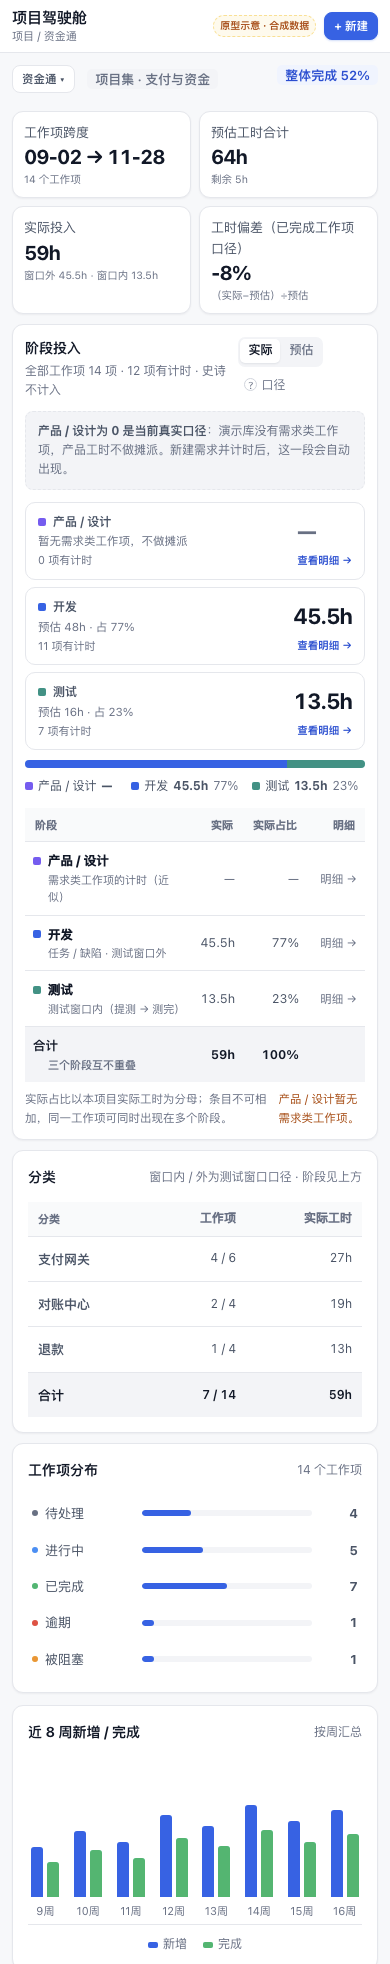 项目驾驶舱
项目 / 资金通
原型示意 · 合成数据
+ 新建
资金通 ▾
项目集 · 支付与资金
整体完成 52%
工作项跨度
09-02 → 11-28
14 个工作项
预估工时合计
64h
剩余 5h
实际投入
59h
窗口外 45.5h · 窗口内 13.5h
工时偏差（已完成工作项
口径）
-8%
（实际−预估）÷预估
阶段投入
全部工作项 14 项 · 12 项有计时 · 史诗
不计入
实际
预估
? 口径
产品 / 设计为 0 是当前真实口径：演示库没有需求类工作
项，产品工时不做摊派。新建需求并计时后，这一段会自动
出现。
产品 / 设计
暂无需求类工作项，不做摊派
0 项有计时
—
查看明细 →
开发
预估 48h · 占 77%
11 项有计时
45.5h
查看明细 →
测试
预估 16h · 占 23%
7 项有计时
13.5h
查看明细 →
产品 / 设计 —
开发 45.5h 77%
测试 13.5h 23%
阶段 实际 实际占比 明细
产品 / 设计
需求类工作项的计时（近
似）
— — 明细 →
开发
任务 / 缺陷 · 测试窗口外
45.5h 77% 明细 →
测试
测试窗口内（提测 → 测完）
13.5h 23% 明细 →
合计
三个阶段互不重叠
59h 100%
实际占比以本项目实际工时为分母；条目不可相
加，同一工作项可同时出现在多个阶段。
产品 / 设计暂无
需求类工作项。
分类
窗口内 / 外为测试窗口口径 · 阶段见上方
分类 工作项 实际工时
支付网关 4 / 6 27h
对账中心 2 / 4 19h
退款 1 / 4 13h
合计 7 / 14 59h
工作项分布
14 个工作项
待处理 4
进行中 5
已完成 7
逾期 1
被阻塞 1
近 8 周新增 / 完成
按周汇总
9周 10周 11周 12周 13周 14周 15周 16周
新增 完成